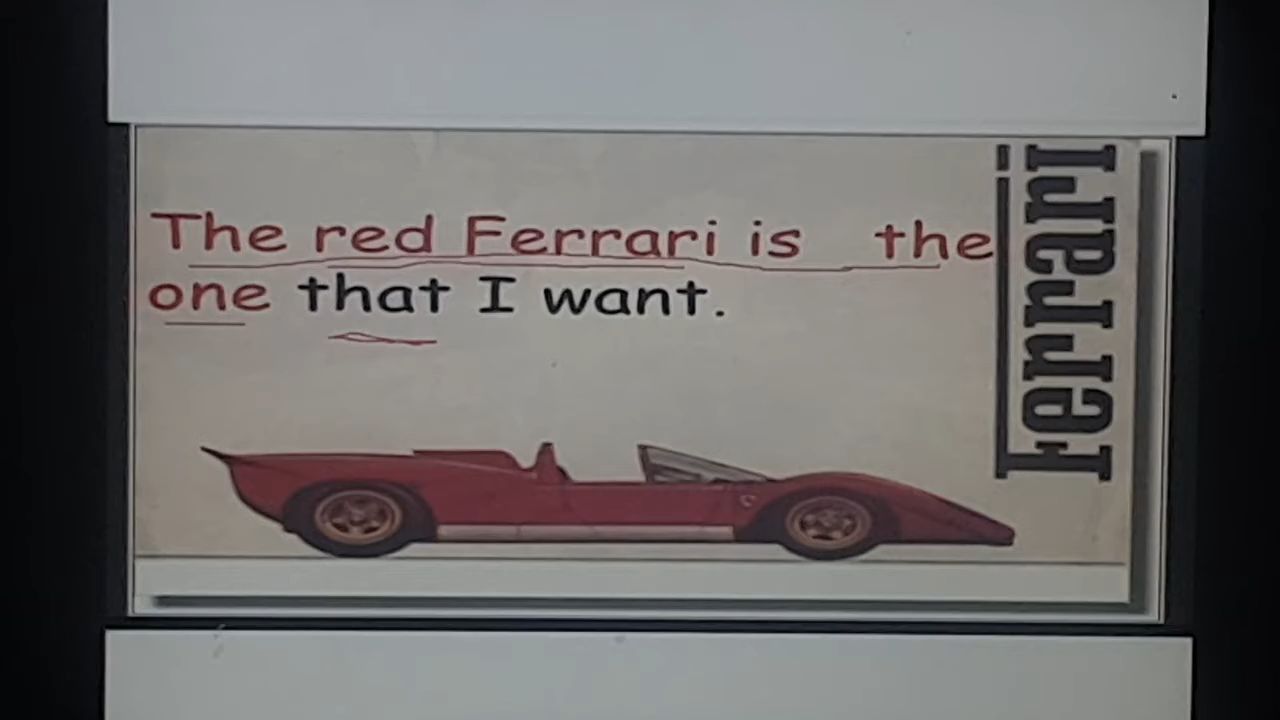 The red Ferrari is the
one that I want.
Ferrari